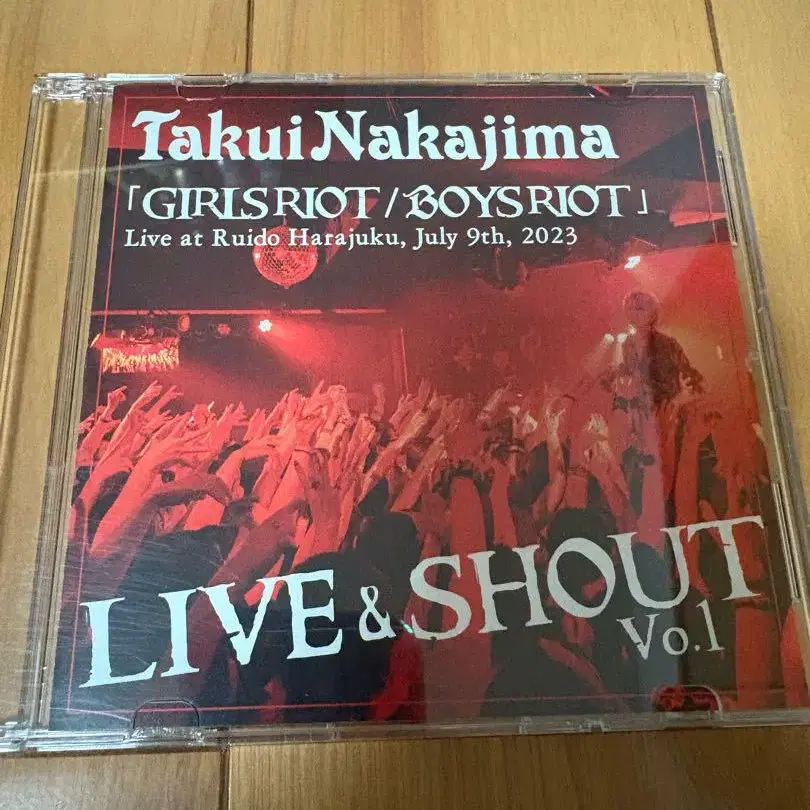 Takui Nakajima
「GIRLS RIOT / BOYS RIOT」
Live at Ruido Harajuku, July 9th, 2023
LIVE & SHOUT
Vo.1